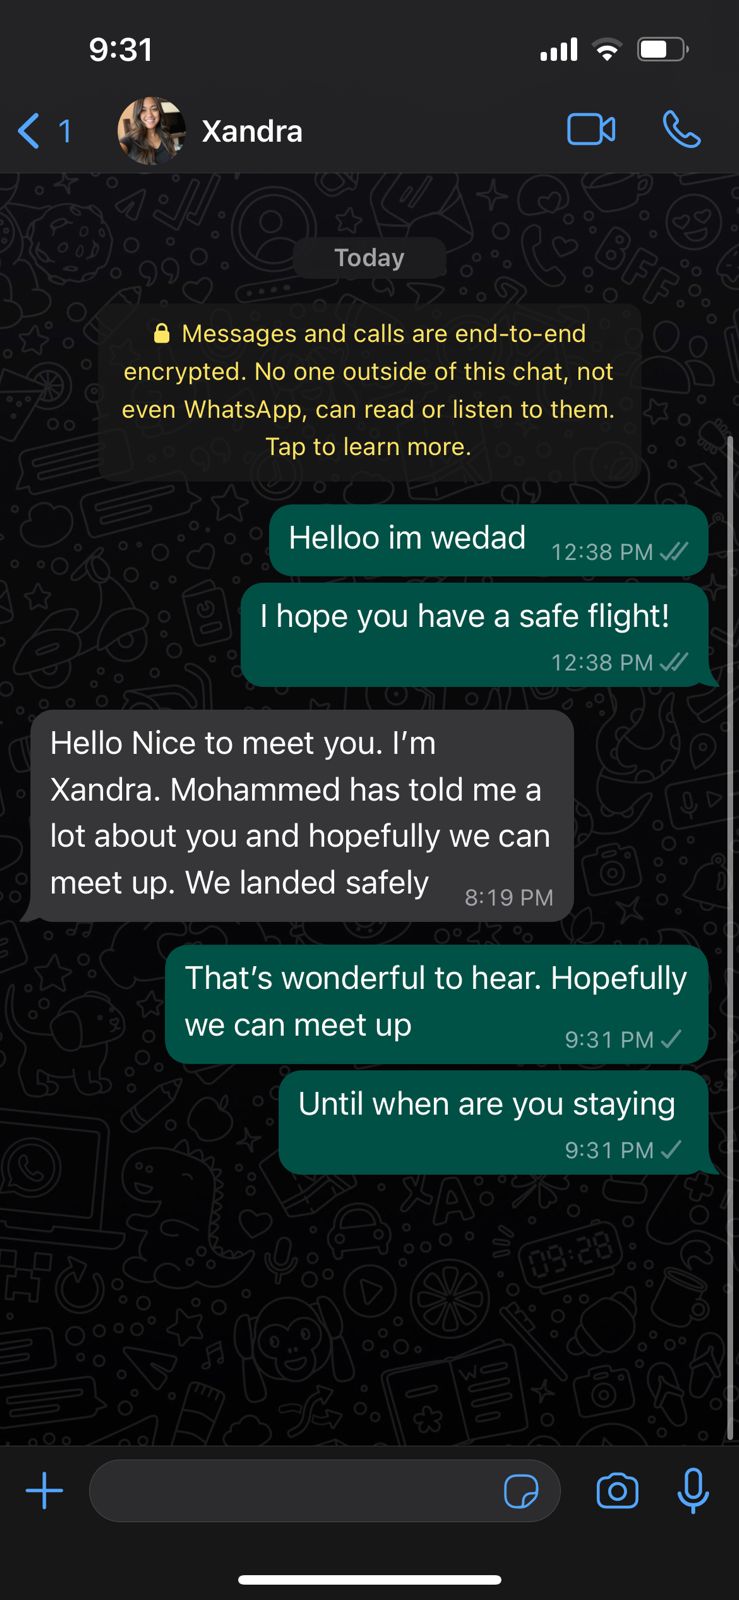 9:31
1
Xandra
Today
Messages and calls are end-to-end
encrypted. No one outside of this chat, not
even WhatsApp, can read or listen to them.
Tap to learn more.
Helloo im wedad
12:38 PM
I hope you have a safe flight!
12:38 PM
Hello Nice to meet you. I’m
Xandra. Mohammed has told me a
lot about you and hopefully we can
meet up. We landed safely
8:19 PM
That’s wonderful to hear. Hopefully
we can meet up
9:31 PM
Until when are you staying
9:31 PM
BFF
XA
09:28
W